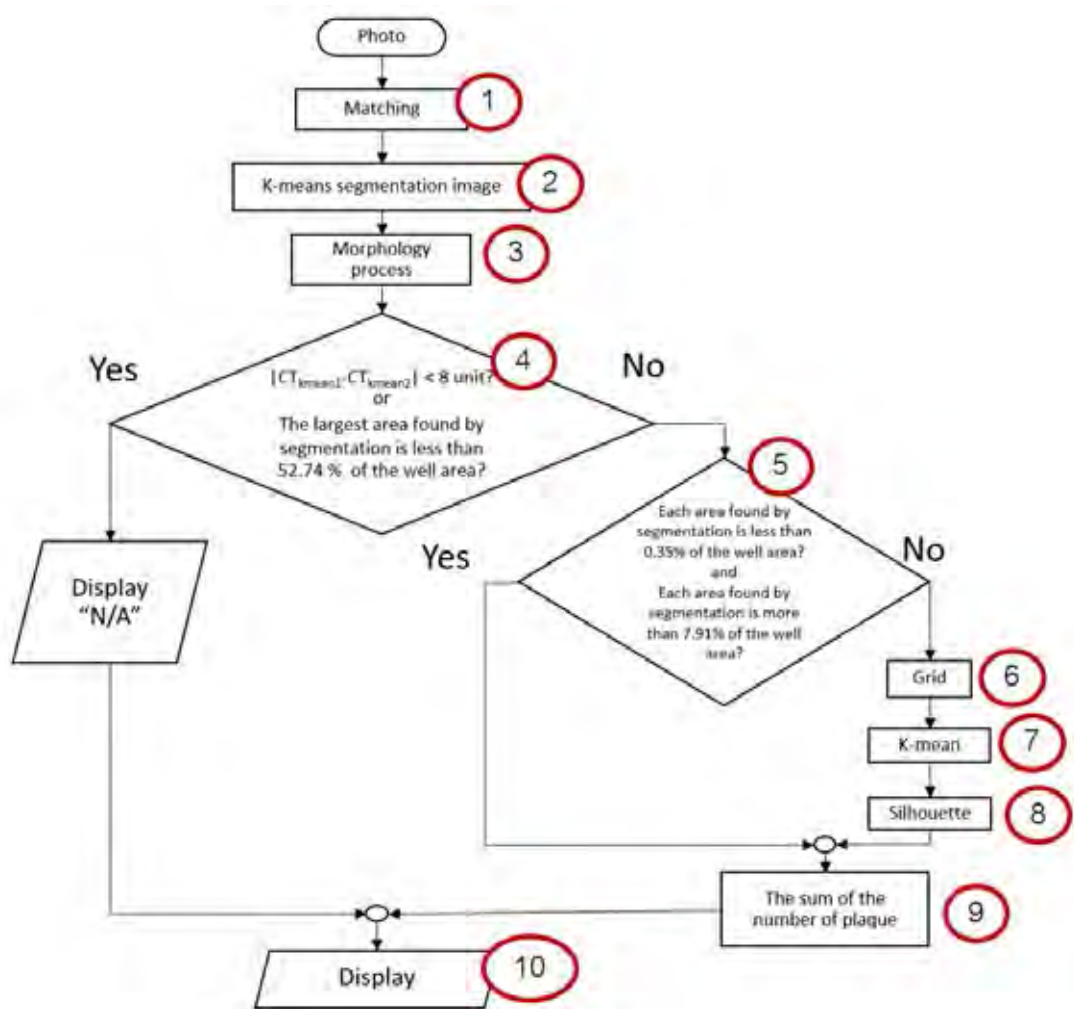 Photo
Matching
1
K-means segmentation image
2
Morphology
process
3
Yes
No
4
|CTkmean1-CTkmean2| < 8 unit?
or
The largest area found by
segmentation is less than
52.74 % of the well area?
5
Yes
No
Each area found by
segmentation is less than
0.35% of the well area?
and
Each area found by
segmentation is more
than 7.91% of the well
area?
Display
“N/A”
Grid
6
K-mean
7
Silhouette
8
The sum of the
number of plaque
9
Display
10